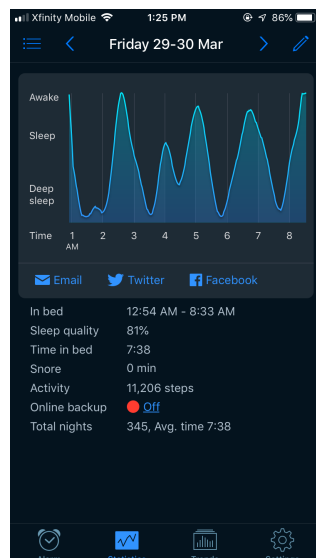 Xfinity Mobile 1:25 PM 86%
Friday 29-30 Mar
Awake
Sleep
Deep
sleep
Time 1 2 3 4 5 6 7 8
AM
Email Twitter Facebook
In bed 12:54 AM - 8:33 AM
Sleep quality 81%
Time in bed 7:38
Snore 0 min
Activity 11,206 steps
Online backup Off
Total nights 345, Avg. time 7:38